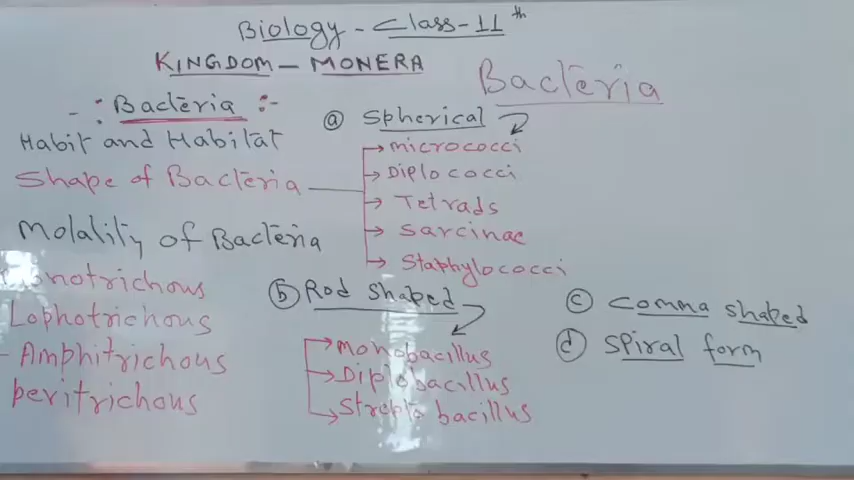 Biology - Class-11th
KINGDOM - MONERA
Bacteria
-: Bacteria :-
Habit and Habitat
Shape of Bacteria
ⓐ Spherical
micrococci
Diplococci
Tetrads
Sarcinae
Staphylococci
Molality of Bacteria
Monotrichous
Lophotrichous
- Amphitrichous
peritrichous
ⓑ Rod shaped
monobacillus
Diplobacillus
Strepto bacillus
ⓒ comma shaped
ⓓ spiral form